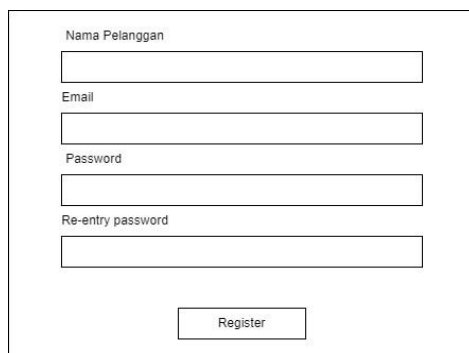 Nama Pelanggan
Email
Password
Re-entry password
Register